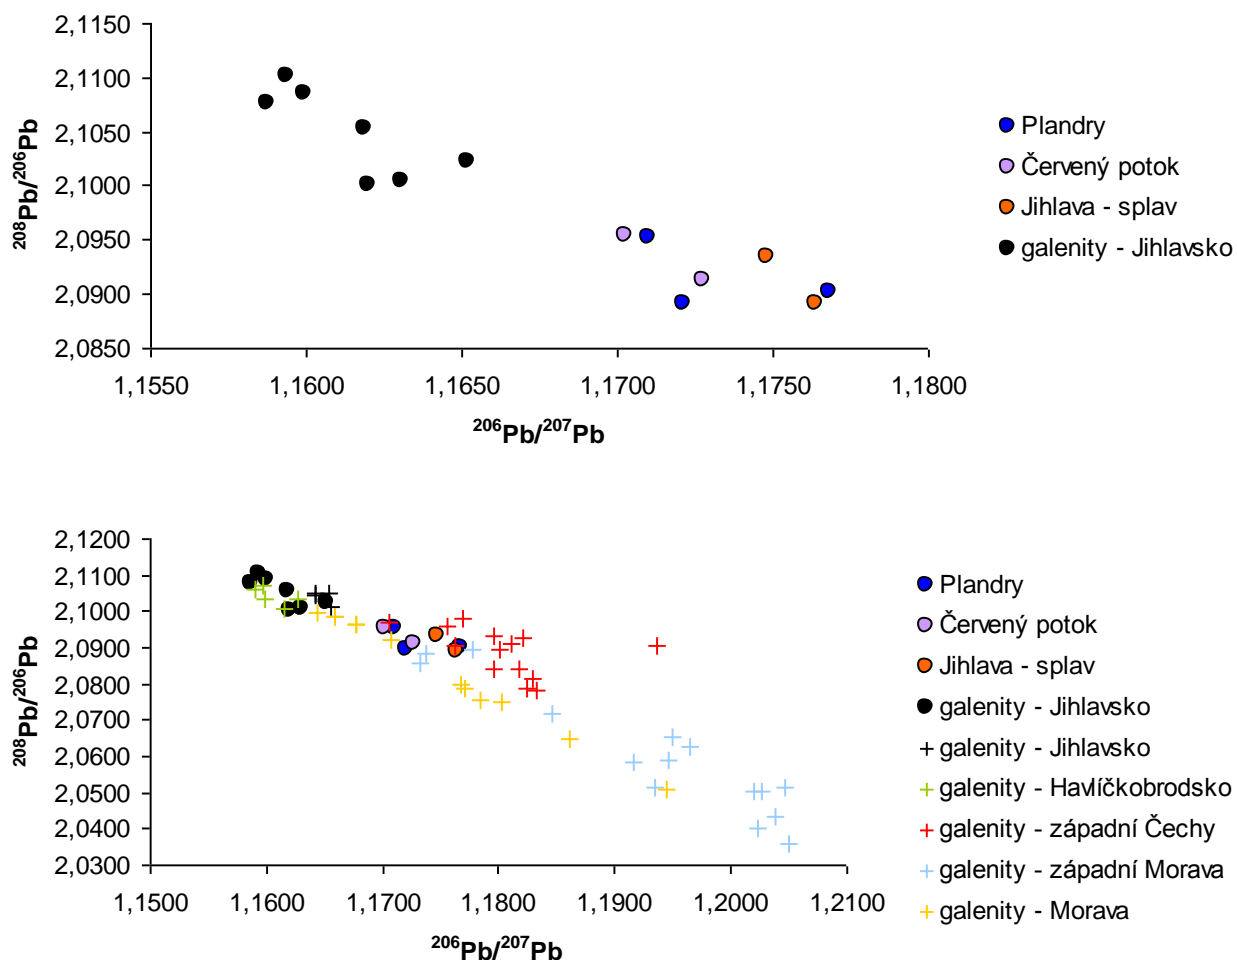 2,1150
2,1100
2,1050
2,1000
2,0950
2,0900
2,0850
²⁰⁸Pb/²⁰⁶Pb
1,1550 1,1600 1,1650 1,1700 1,1750 1,1800
²⁰⁶Pb/²⁰⁷Pb
Plandry
Červený potok
Jihlava - splav
galenity - Jihlavsko
2,1200
2,1100
2,1000
2,0900
2,0800
2,0700
2,0600
2,0500
2,0400
2,0300
²⁰⁸Pb/²⁰⁶Pb
1,1500 1,1600 1,1700 1,1800 1,1900 1,2000 1,2100
²⁰⁶Pb/²⁰⁷Pb
Plandry
Červený potok
Jihlava - splav
galenity - Jihlavsko
galenity - Jihlavsko
galenity - Havlíčkobrodsko
galenity - západní Čechy
galenity - západní Morava
galenity - Morava